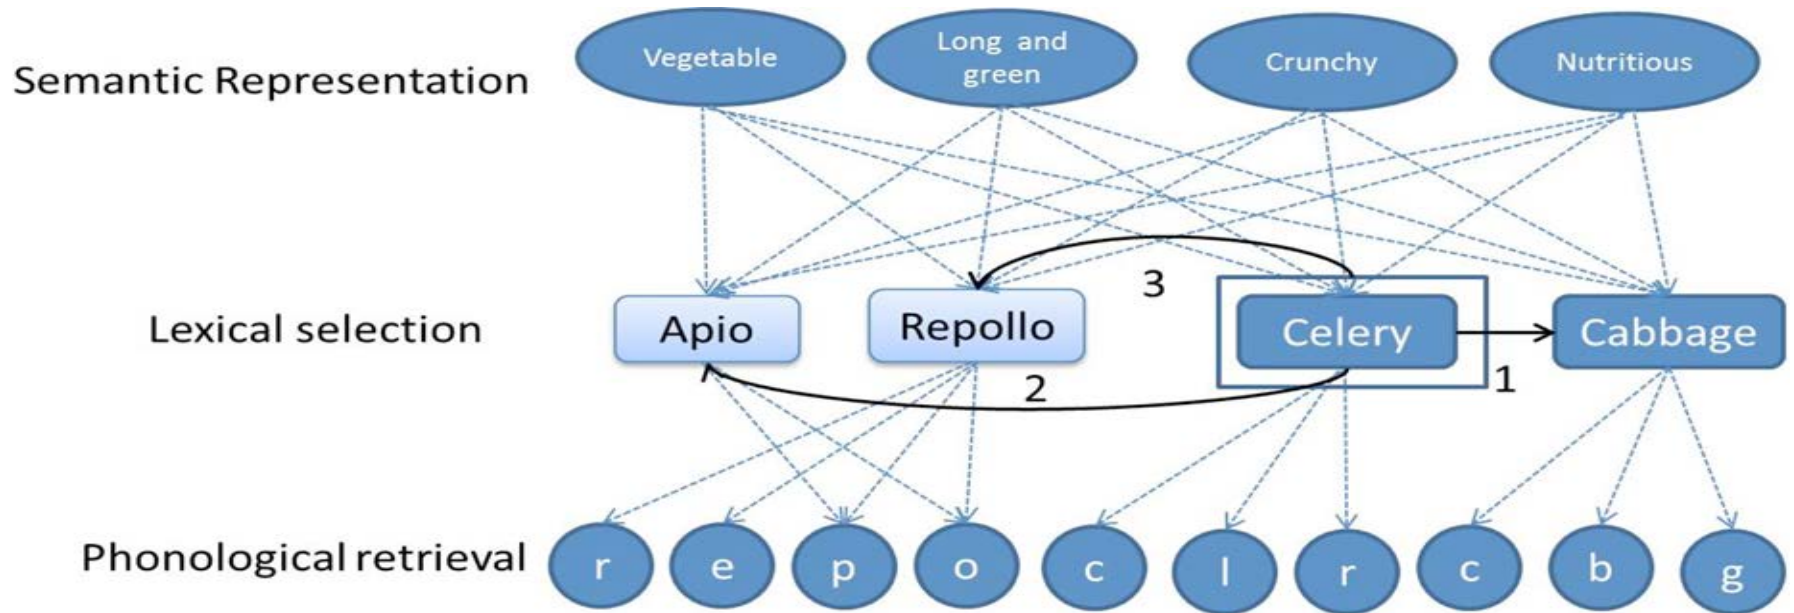 Semantic Representation
Vegetable
Long and
green
Crunchy
Nutritious
Lexical selection
Apio
Repollo
Celery
Cabbage
3
2
1
Phonological retrieval
r
e
p
o
c
l
r
c
b
g